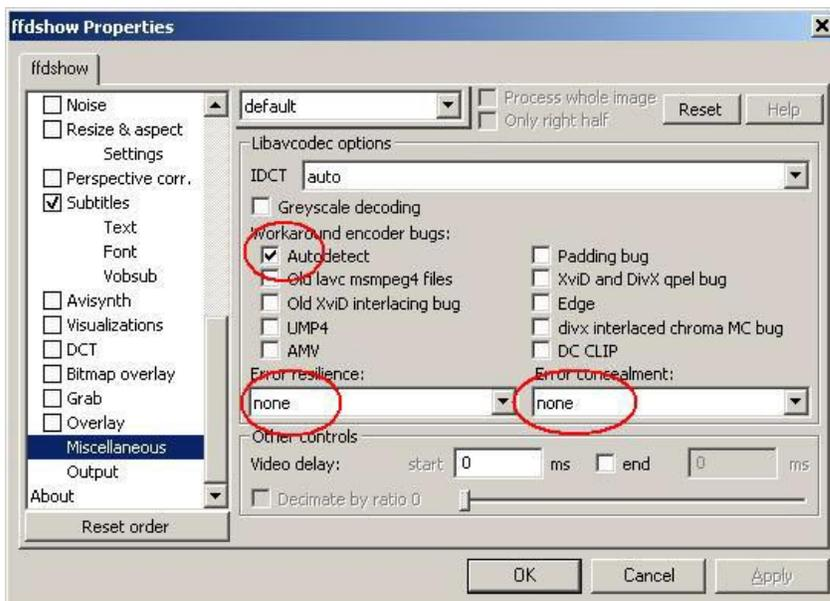 ffdshow Properties
ffdshow
Noise
Resize & aspect
Settings
Perspective corr.
Subtitles
Text
Font
Vobsub
Avisynth
Visualizations
DCT
Bitmap overlay
Grab
Overlay
Miscellaneous
Output
About
Reset order
default
Process whole image
Only right half
Reset
Help
Libavcodec options
IDCT auto
Greyscale decoding
Workaround encoder bugs:
Autodetect
Old lavc msmpeg4 files
Old XviD interlacing bug
UMP4
AMV
Padding bug
XviD and DivX qpel bug
Edge
divx interlaced chroma MC bug
DC CLIP
Error resilience:
none
Error concealment:
none
Other controls
Video delay: start 0 ms end 0 ms
Decimate by ratio 0
OK
Cancel
Apply